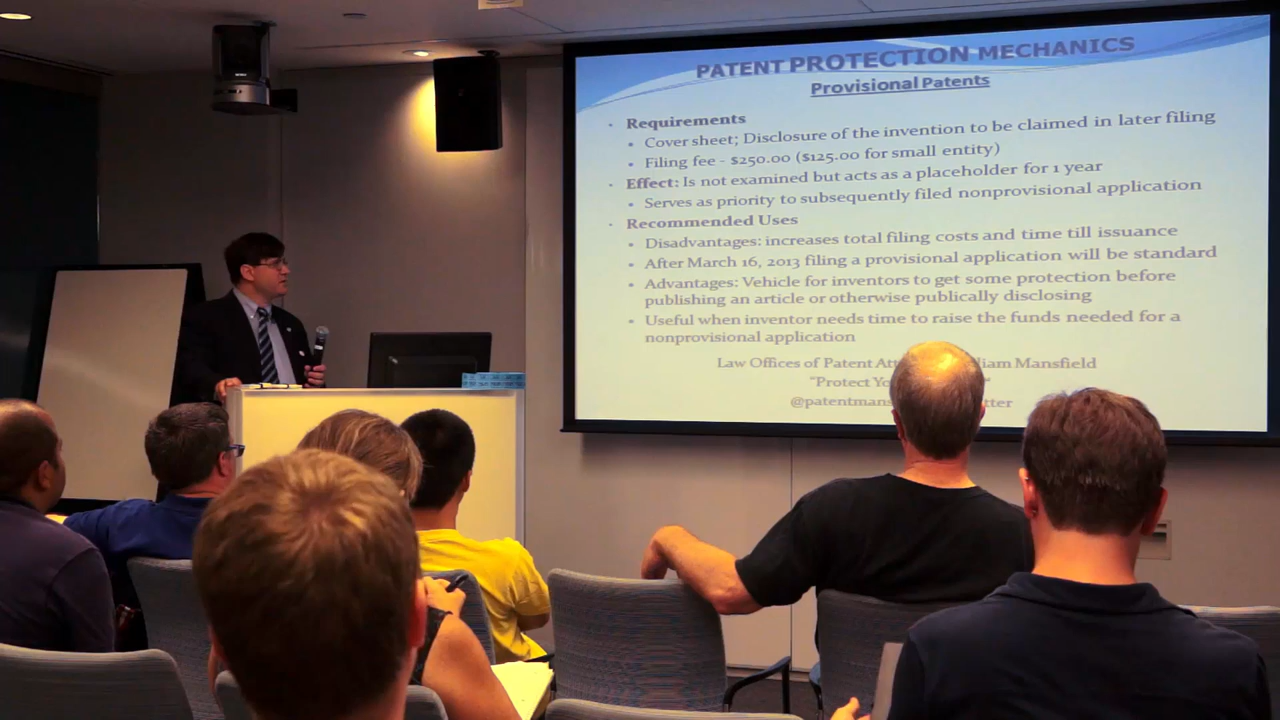 PATENT PROTECTION MECHANICS
Provisional Patents
• Requirements
• Cover sheet; Disclosure of the invention to be claimed in later filing
• Filing fee - $250.00 ($125.00 for small entity)
• Effect: Is not examined but acts as a placeholder for 1 year
• Serves as priority to subsequently filed nonprovisional application
• Recommended Uses
• Disadvantages: increases total filing costs and time till issuance
• After March 16, 2013 filing a provisional application will be standard
• Advantages: Vehicle for inventors to get some protection before
publishing an article or otherwise publically disclosing
• Useful when inventor needs time to raise the funds needed for a
nonprovisional application
Law Offices of Patent Mansfield
"Protect